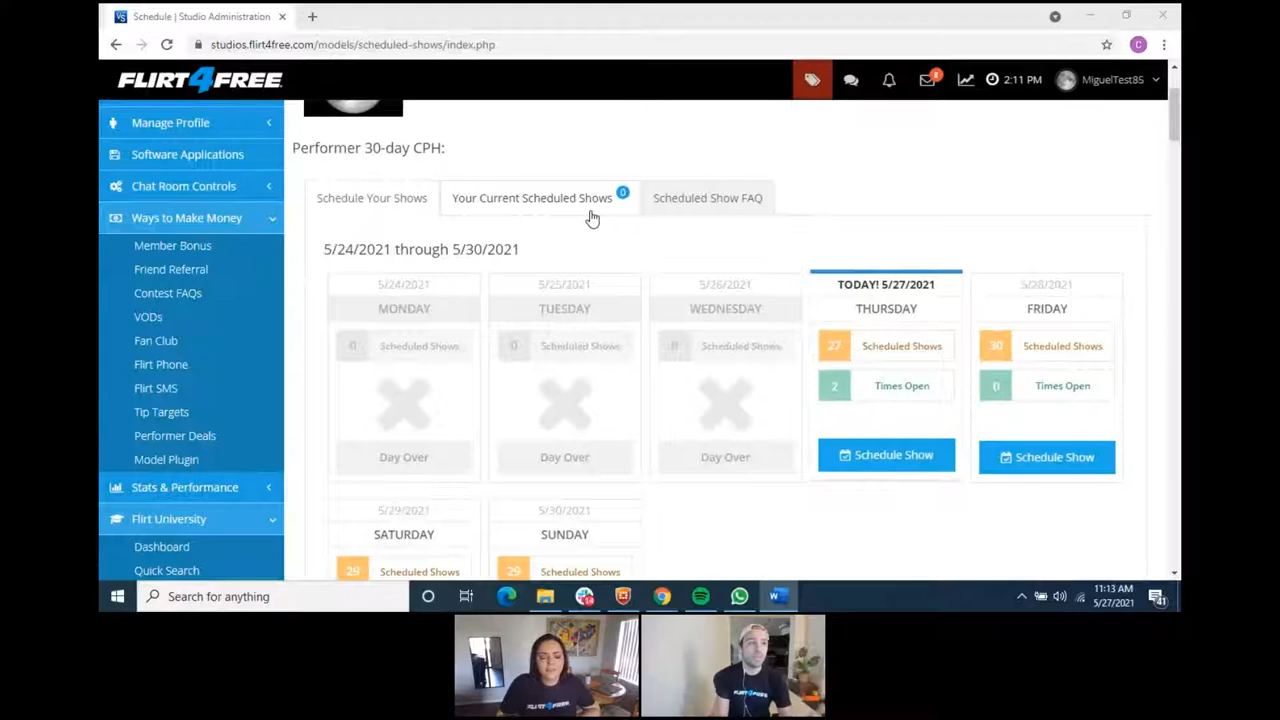 Schedule | Studio Administration
studios.flirt4free.com/models/scheduled-shows/index.php
C
FLIRT4FREE
8
2:11 PM
MiguelTest85
Manage Profile
Software Applications
Chat Room Controls
Ways to Make Money
Member Bonus
Friend Referral
Contest FAQs
VODs
Fan Club
Flirt Phone
Flirt SMS
Tip Targets
Performer Deals
Model Plugin
Stats & Performance
Flirt University
Dashboard
Quick Search
Performer 30-day CPH:
Schedule Your Shows
Your Current Scheduled Shows 0
Scheduled Show FAQ
5/24/2021 through 5/30/2021
5/24/2021
MONDAY
0 Scheduled Shows
Day Over
5/25/2021
TUESDAY
0 Scheduled Shows
Day Over
5/26/2021
WEDNESDAY
0 Scheduled Shows
Day Over
TODAY! 5/27/2021
THURSDAY
27 Scheduled Shows
2 Times Open
Schedule Show
5/28/2021
FRIDAY
30 Scheduled Shows
0 Times Open
Schedule Show
5/29/2021
SATURDAY
29 Scheduled Shows
5/30/2021
SUNDAY
29 Scheduled Shows
Search for anything
11:13 AM
5/27/2021
41
FLIRT4FREE
FLIRT4FREE